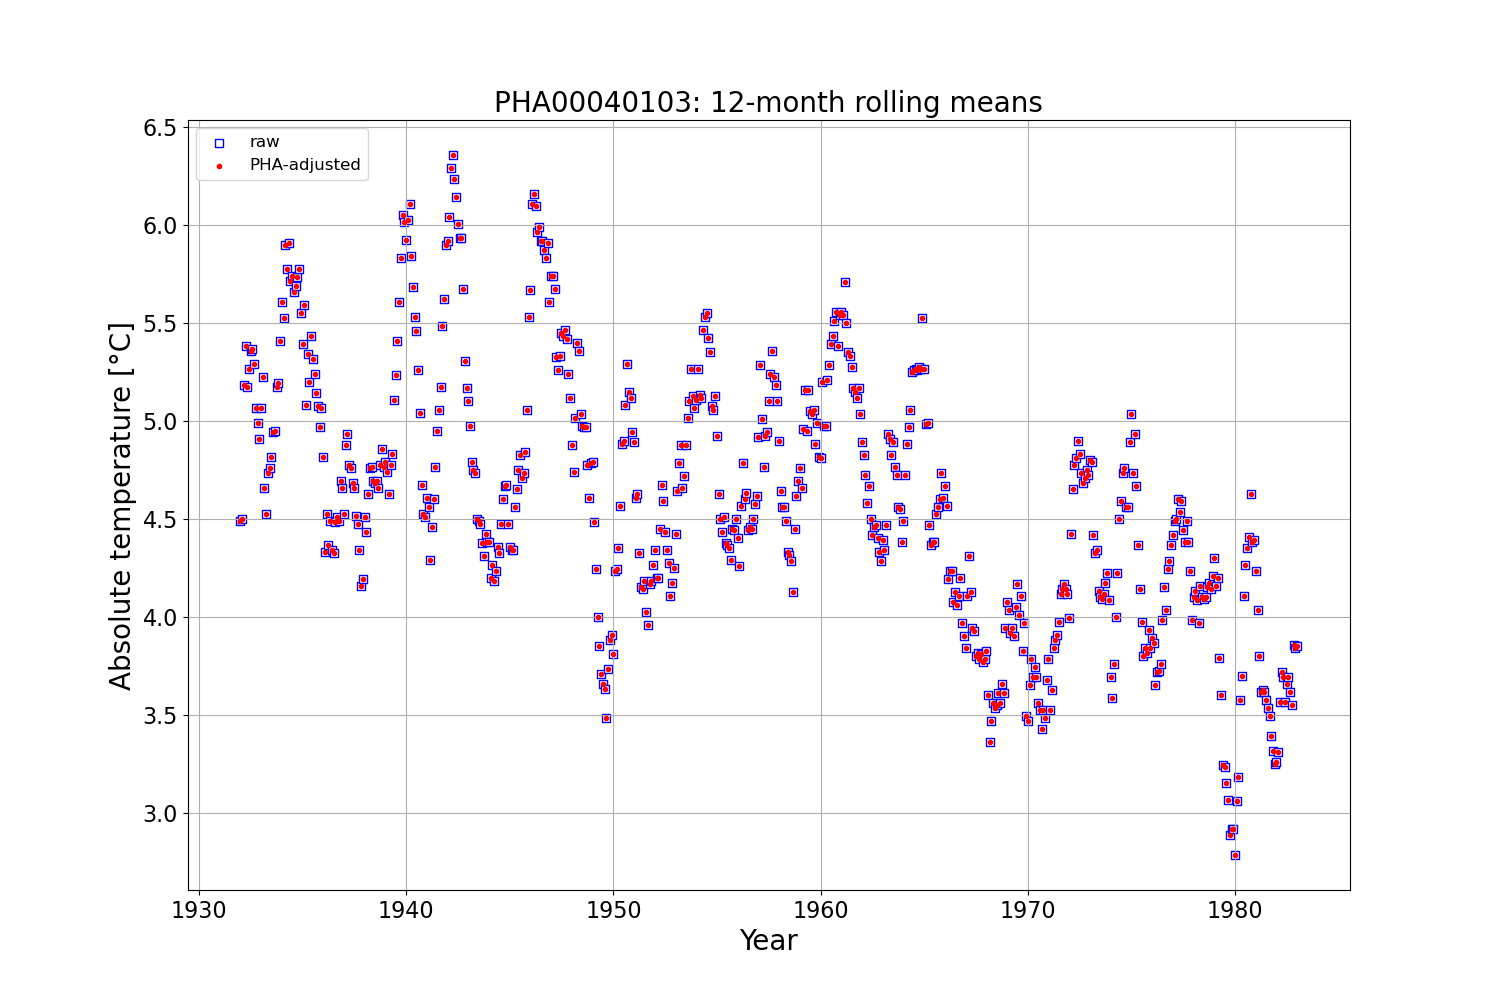 PHA00040103: 12-month rolling means
raw
PHA-adjusted
6.5
6.0
5.5
5.0
4.5
4.0
3.5
3.0
Absolute temperature [°C]
1930 1940 1950 1960 1970 1980
Year